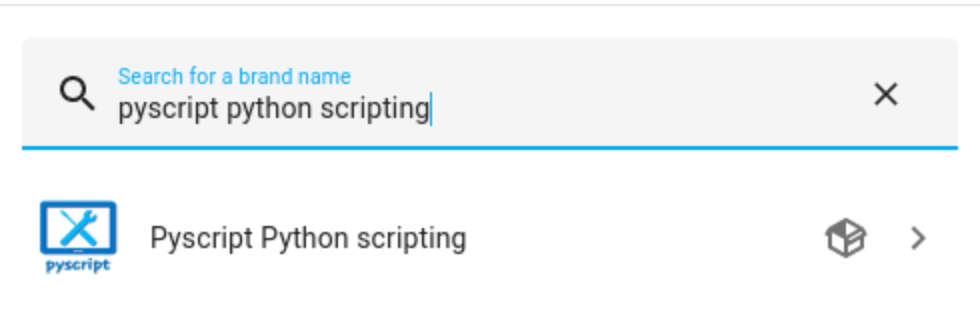 Search for a brand name
pyscript python scripting
Pyscript Python scripting
pyscript